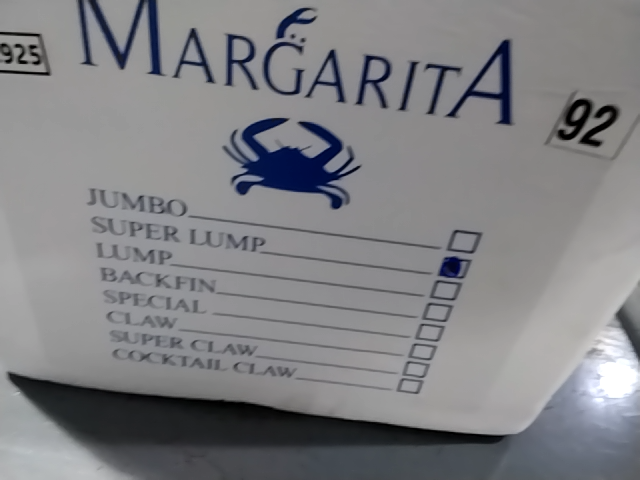 MARGARITA
925
92
JUMBO
SUPER LUMP
LUMP
BACKFIN
SPECIAL
CLAW
SUPER CLAW
COCKTAIL CLAW